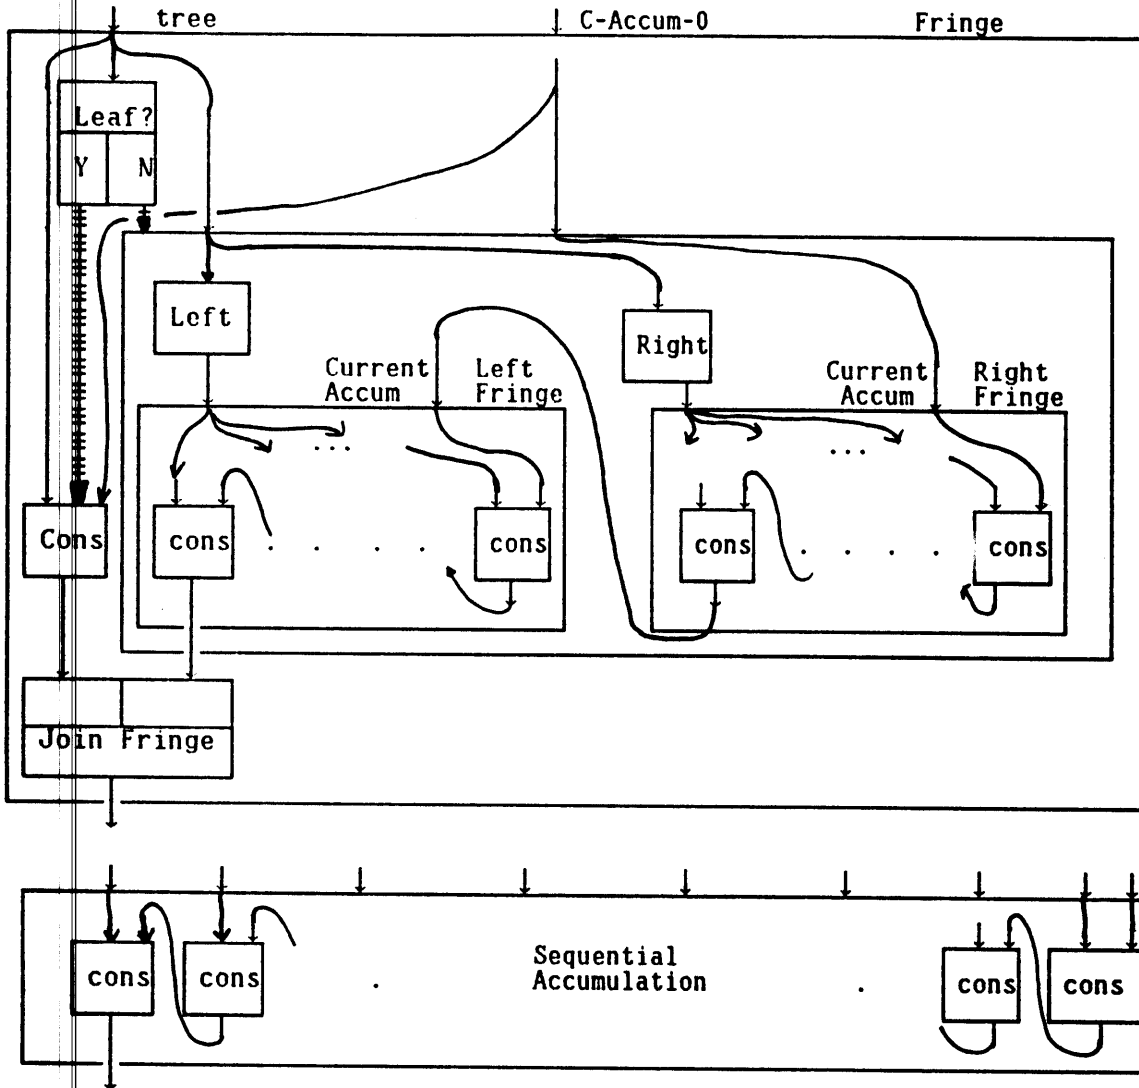 tree
C-Accum-0
Fringe
Leaf?
Y N
Left
Right
Current
Accum
Left
Fringe
Current
Accum
Right
Fringe
...
...
Cons
cons
. . . .
cons
cons
. . . .
cons
Join Fringe
cons
cons
.
Sequential
Accumulation
.
cons
cons